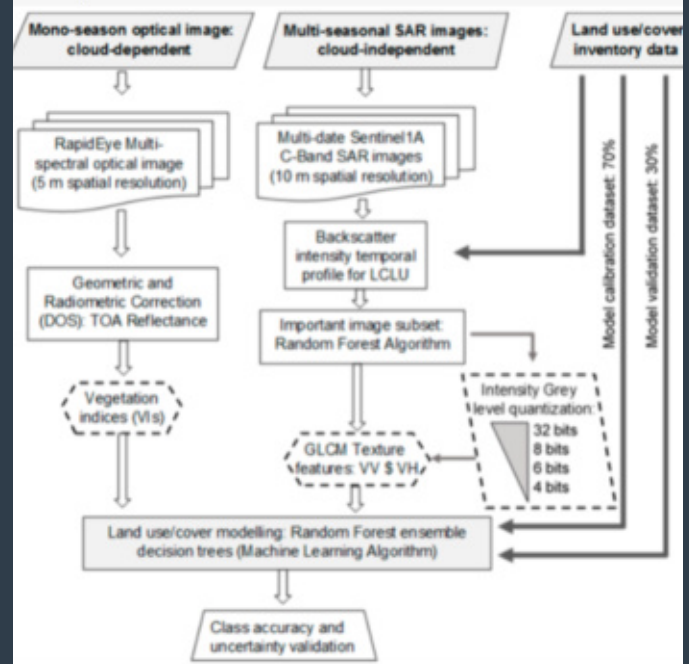 Mono-season optical image:
cloud-dependent
Multi-seasonal SAR images:
cloud-independent
Land use/cover
inventory data
RapidEye Multi-
spectral optical image
(5 m spatial resolution)
Multi-date Sentinel1A
C-Band SAR images
(10 m spatial resolution)
Model calibration dataset: 70%
Model validation dataset: 30%
Backscatter
intensity temporal
profile for LCLU
Geometric and
Radiometric Correction
(DOS): TOA Reflectance
Important image subset:
Random Forest Algorithm
Vegetation
indices (VIs)
Intensity Grey
level quantization:
32 bits
8 bits
6 bits
4 bits
GLCM Texture
features: VV $ VH
Land use/cover modelling: Random Forest ensemble
decision trees (Machine Learning Algorithm)
Class accuracy and
uncertainty validation